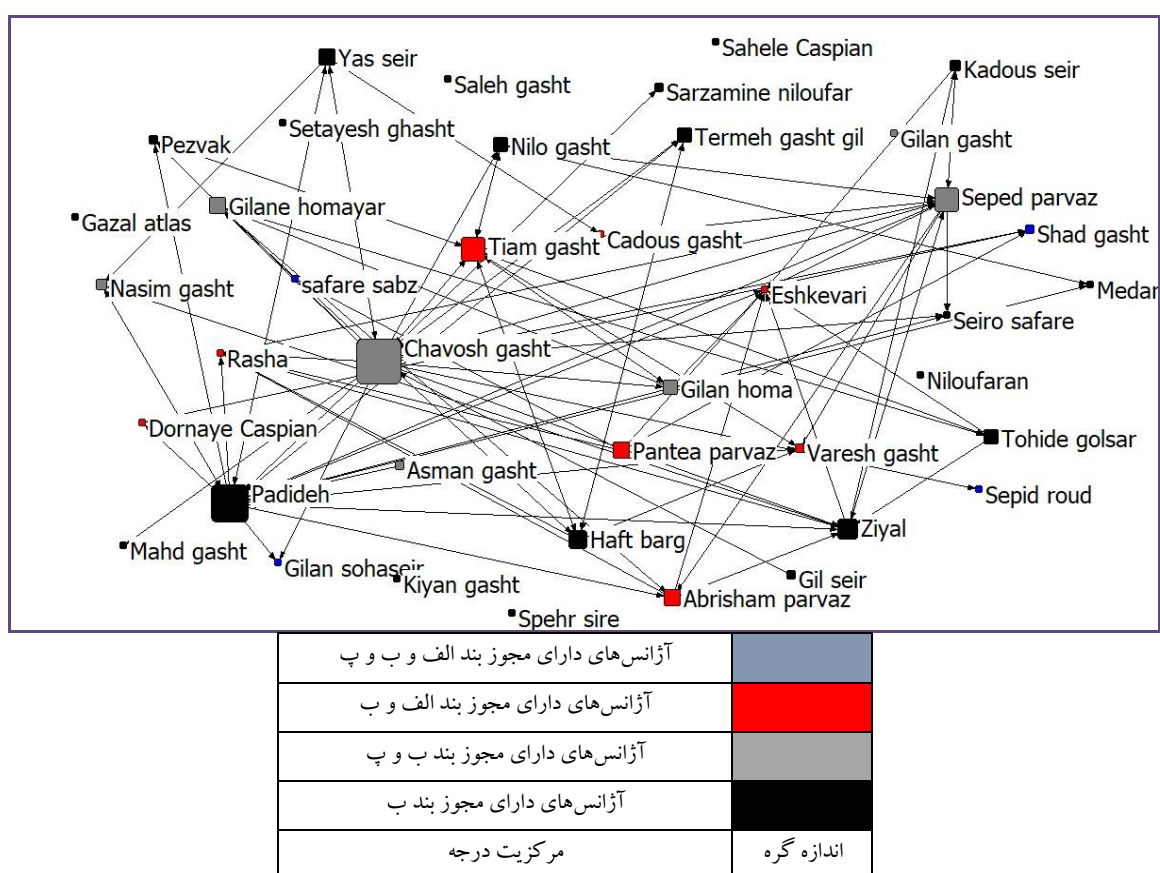 Sahele Caspian
Yas seir
Kadous seir
Saleh gasht
Sarzamine niloufar
Setayesh ghasht
Pezvak
Nilo gasht
Termeh gasht gil
Gilan gasht
Seped parvaz
Gilane homayar
Gazal atlas
Tiam gasht
Cadous gasht
Shad gasht
Nasim gasht
safare sabz
Eshkevari
Medar
Seiro safare
Chavosh gasht
Rasha
Gilan homa
Niloufaran
Dornaye Caspian
Tohide golsar
Pantea parvaz
Varesh gasht
Asman gasht
Padideh
Sepid roud
Ziyal
Haft barg
Mahd gasht
Gilan sohaseir
Kiyan gasht
Gil seir
Abrisham parvaz
Spehr sire
آژانس‌های دارای مجوز بند الف و ب و پ
آژانس‌های دارای مجوز بند الف و ب
آژانس‌های دارای مجوز بند ب و پ
آژانس‌های دارای مجوز بند ب
اندازه گره
مرکزیت درجه